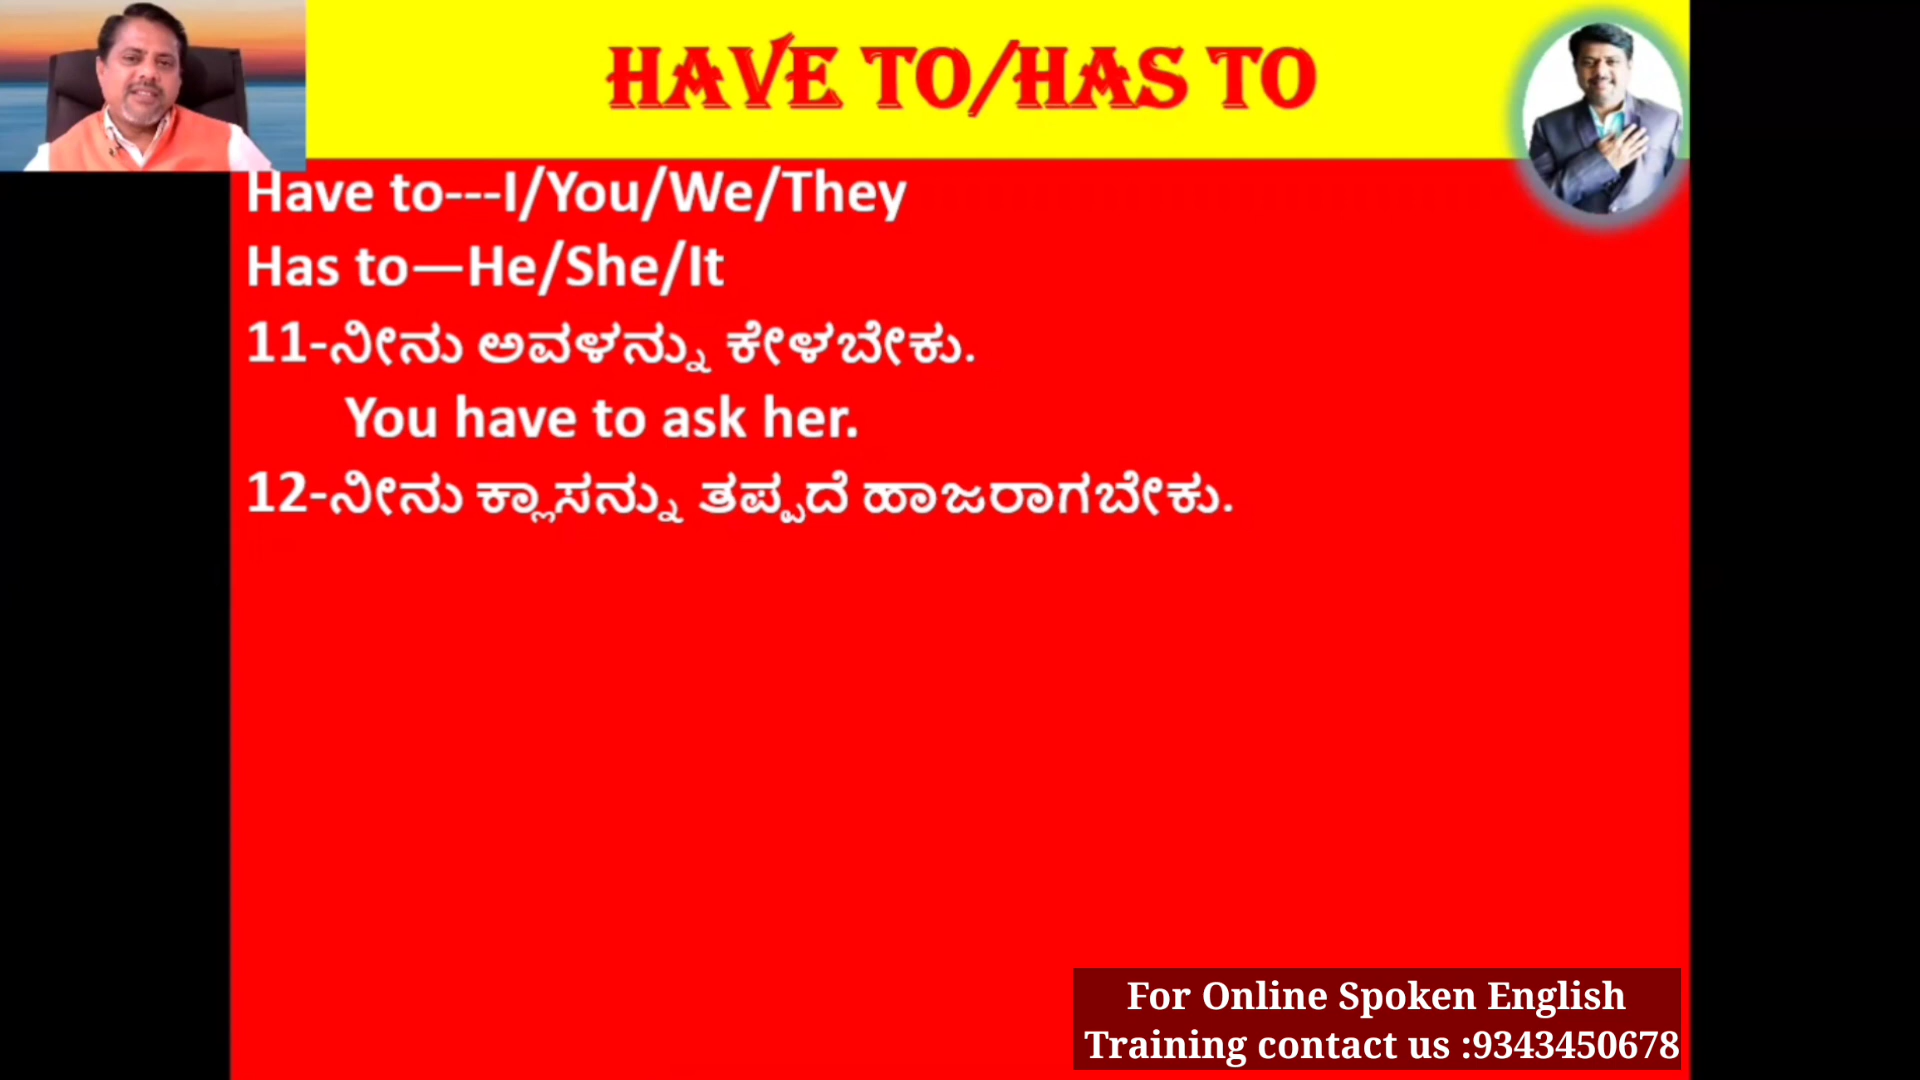 HAVE TO/HAS TO
Have to---I/You/We/They
Has to—He/She/It
11-ನೀನು ಅವಳನ್ನು ಕೇಳಬೇಕು.
You have to ask her.
12-ನೀನು ಕ್ಲಾಸನ್ನು ತಪ್ಪದೆ ಹಾಜರಾಗಬೇಕು.
For Online Spoken English
Training contact us :9343450678